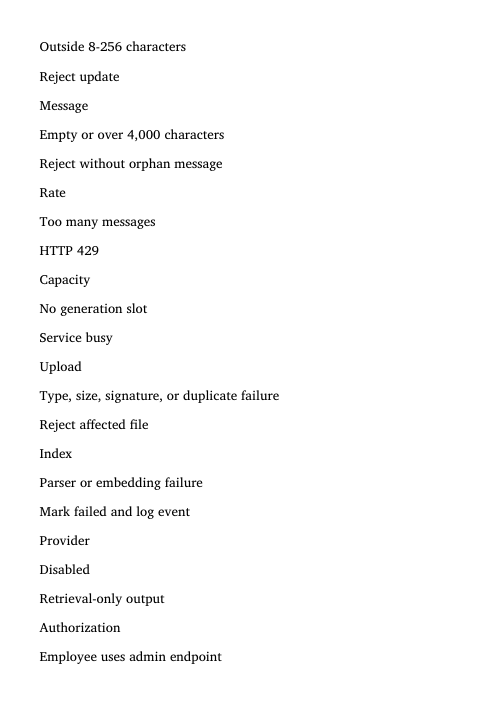 Outside 8-256 characters
Reject update
Message
Empty or over 4,000 characters
Reject without orphan message
Rate
Too many messages
HTTP 429
Capacity
No generation slot
Service busy
Upload
Type, size, signature, or duplicate failure
Reject affected file
Index
Parser or embedding failure
Mark failed and log event
Provider
Disabled
Retrieval-only output
Authorization
Employee uses admin endpoint